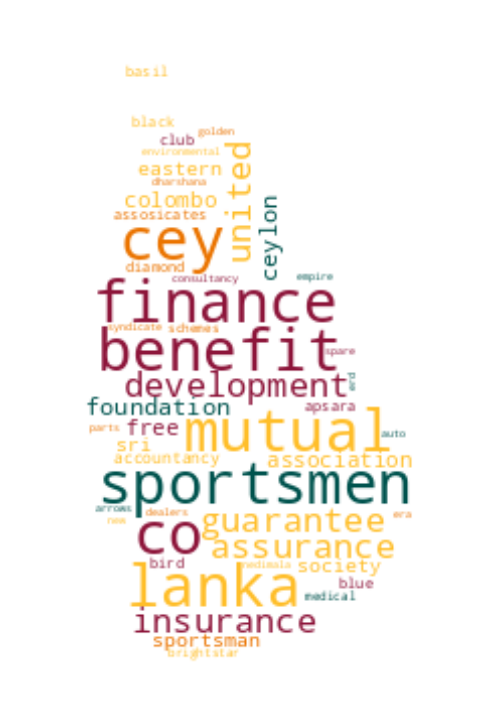 basil
black
golden
club
environmental
united
eastern
dharshana
colombo
ceylon
assosicates
cey
diamond
consultancy
empire
finance
syndicate schemes
benefit
spare
development
erd
foundation
apsara
parts
free
mutual
auto
sri
accountancy
association
sportsmen
arrows
new
dealers
co
guarantee
era
assurance
bird
nedimala
society
lanka
blue
medical
insurance
sportsman
brightstar